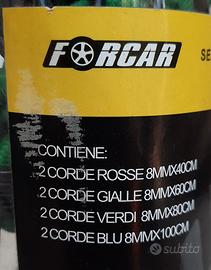 FORCAR
SE
CONTIENE:
2 CORDE ROSSE 8MMX40CM
2 CORDE GIALLE 8MMX60CM
2 CORDE VERDI 8MMX80CM
2 CORDE BLU 8MMX100CM
subito